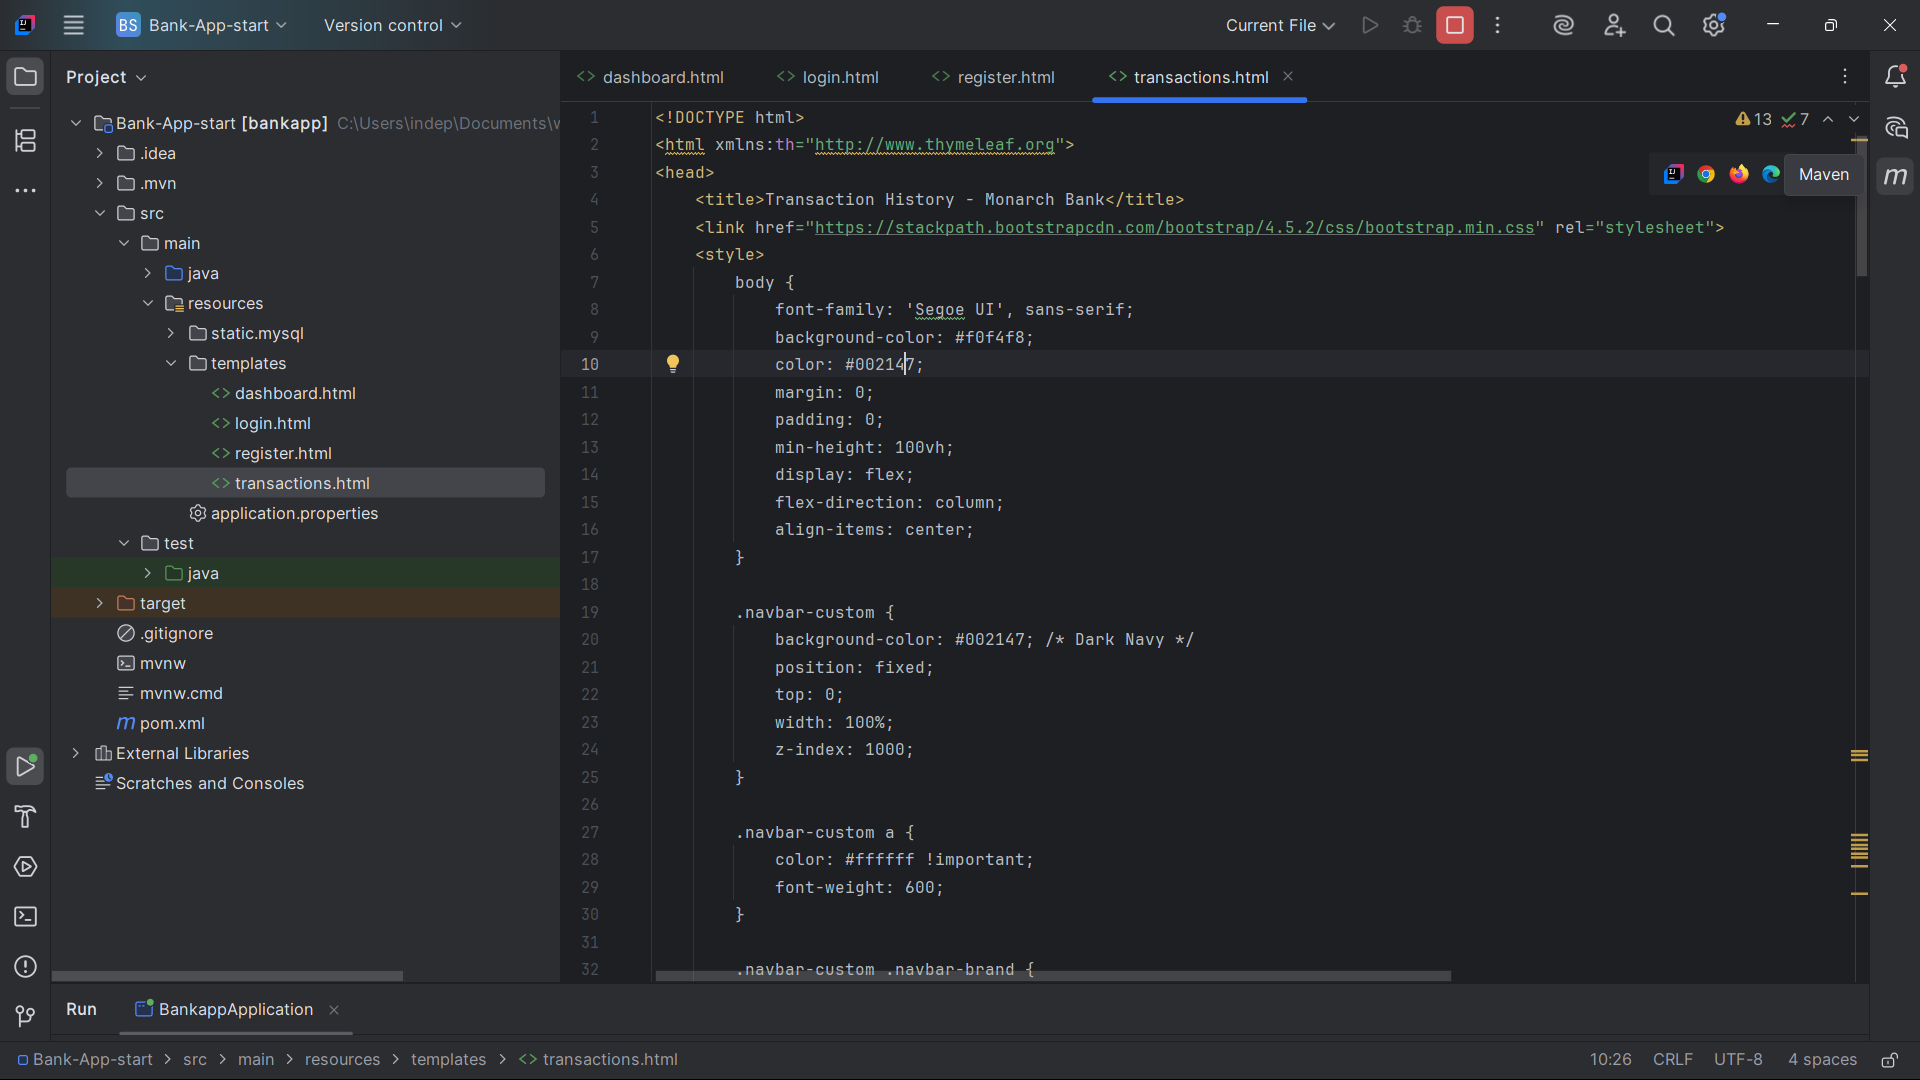 BS Bank-App-start Version control Current File
Project
dashboard.html login.html register.html transactions.html
Bank-App-start [bankapp] C:\Users\indep\Documents\
.idea
.mvn
src
main
java
resources
static.mysql
templates
dashboard.html
login.html
register.html
transactions.html
application.properties
test
java
target
.gitignore
mvnw
mvnw.cmd
m pom.xml
External Libraries
Scratches and Consoles
13 7
Maven m
1 <!DOCTYPE html>
2 <html xmlns:th="http://www.thymeleaf.org">
3 <head>
4 <title>Transaction History - Monarch Bank</title>
5 <link href="https://stackpath.bootstrapcdn.com/bootstrap/4.5.2/css/bootstrap.min.css" rel="stylesheet">
6 <style>
7 body {
8 font-family: 'Segoe UI', sans-serif;
9 background-color: #f0f4f8;
10 color: #002147;
11 margin: 0;
12 padding: 0;
13 min-height: 100vh;
14 display: flex;
15 flex-direction: column;
16 align-items: center;
17 }
18
19 .navbar-custom {
20 background-color: #002147; /* Dark Navy */
21 position: fixed;
22 top: 0;
23 width: 100%;
24 z-index: 1000;
25 }
26
27 .navbar-custom a {
28 color: #ffffff !important;
29 font-weight: 600;
30 }
31
32 .navbar-custom .navbar-brand {
Run BankappApplication
Bank-App-start > src > main > resources > templates > transactions.html 10:26 CRLF UTF-8 4 spaces